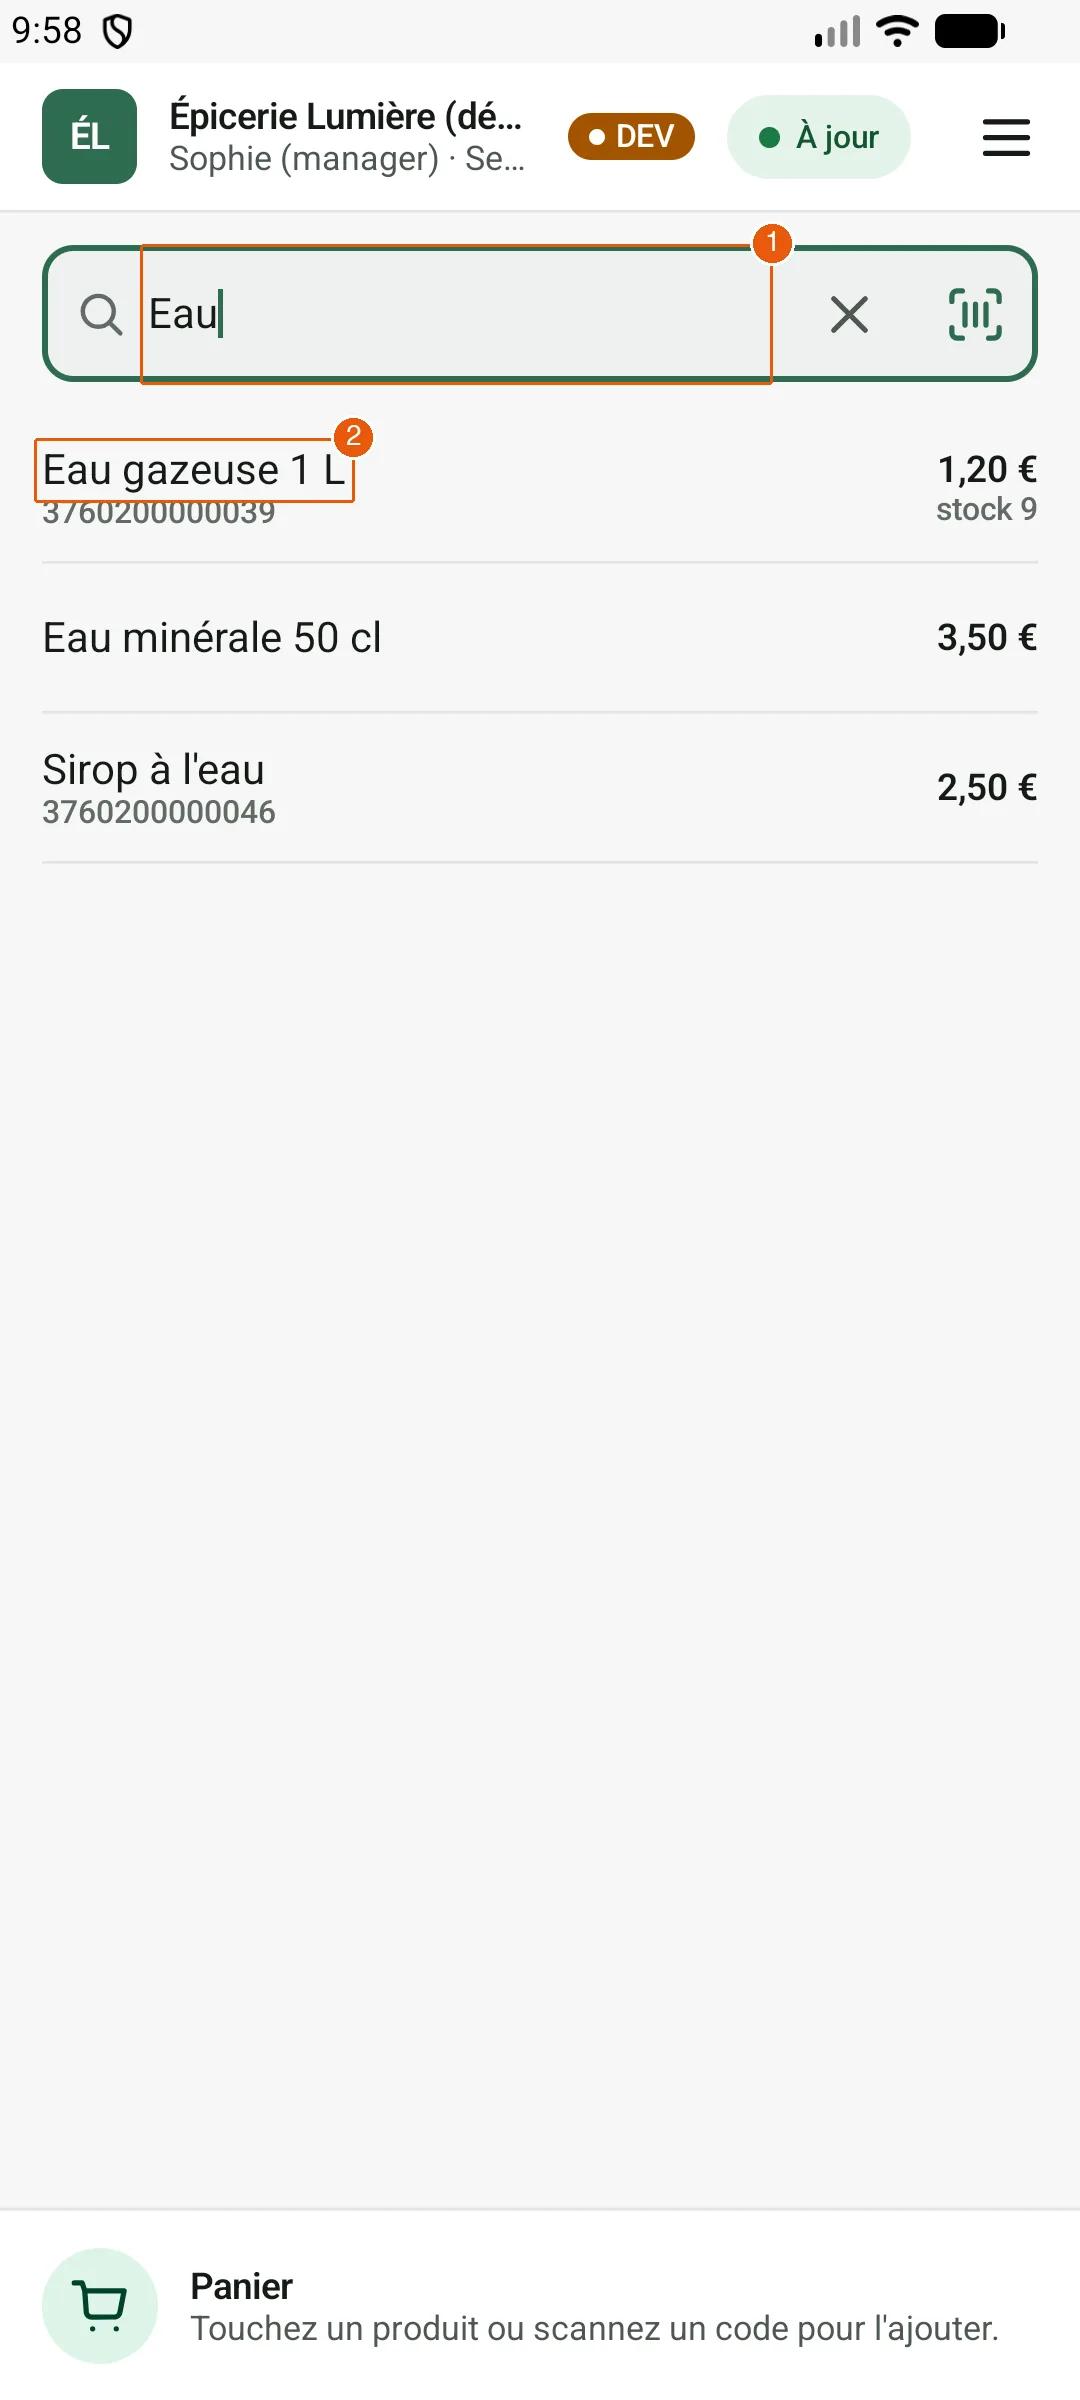 9:58
ÉL
Épicerie Lumière (dé...
Sophie (manager) · Se...
DEV
À jour
1
Eau
2
Eau gazeuse 1 L
1,20 €
3760200000039
stock 9
Eau minérale 50 cl
3,50 €
Sirop à l'eau
3760200000046
2,50 €
Panier
Touchez un produit ou scannez un code pour l'ajouter.